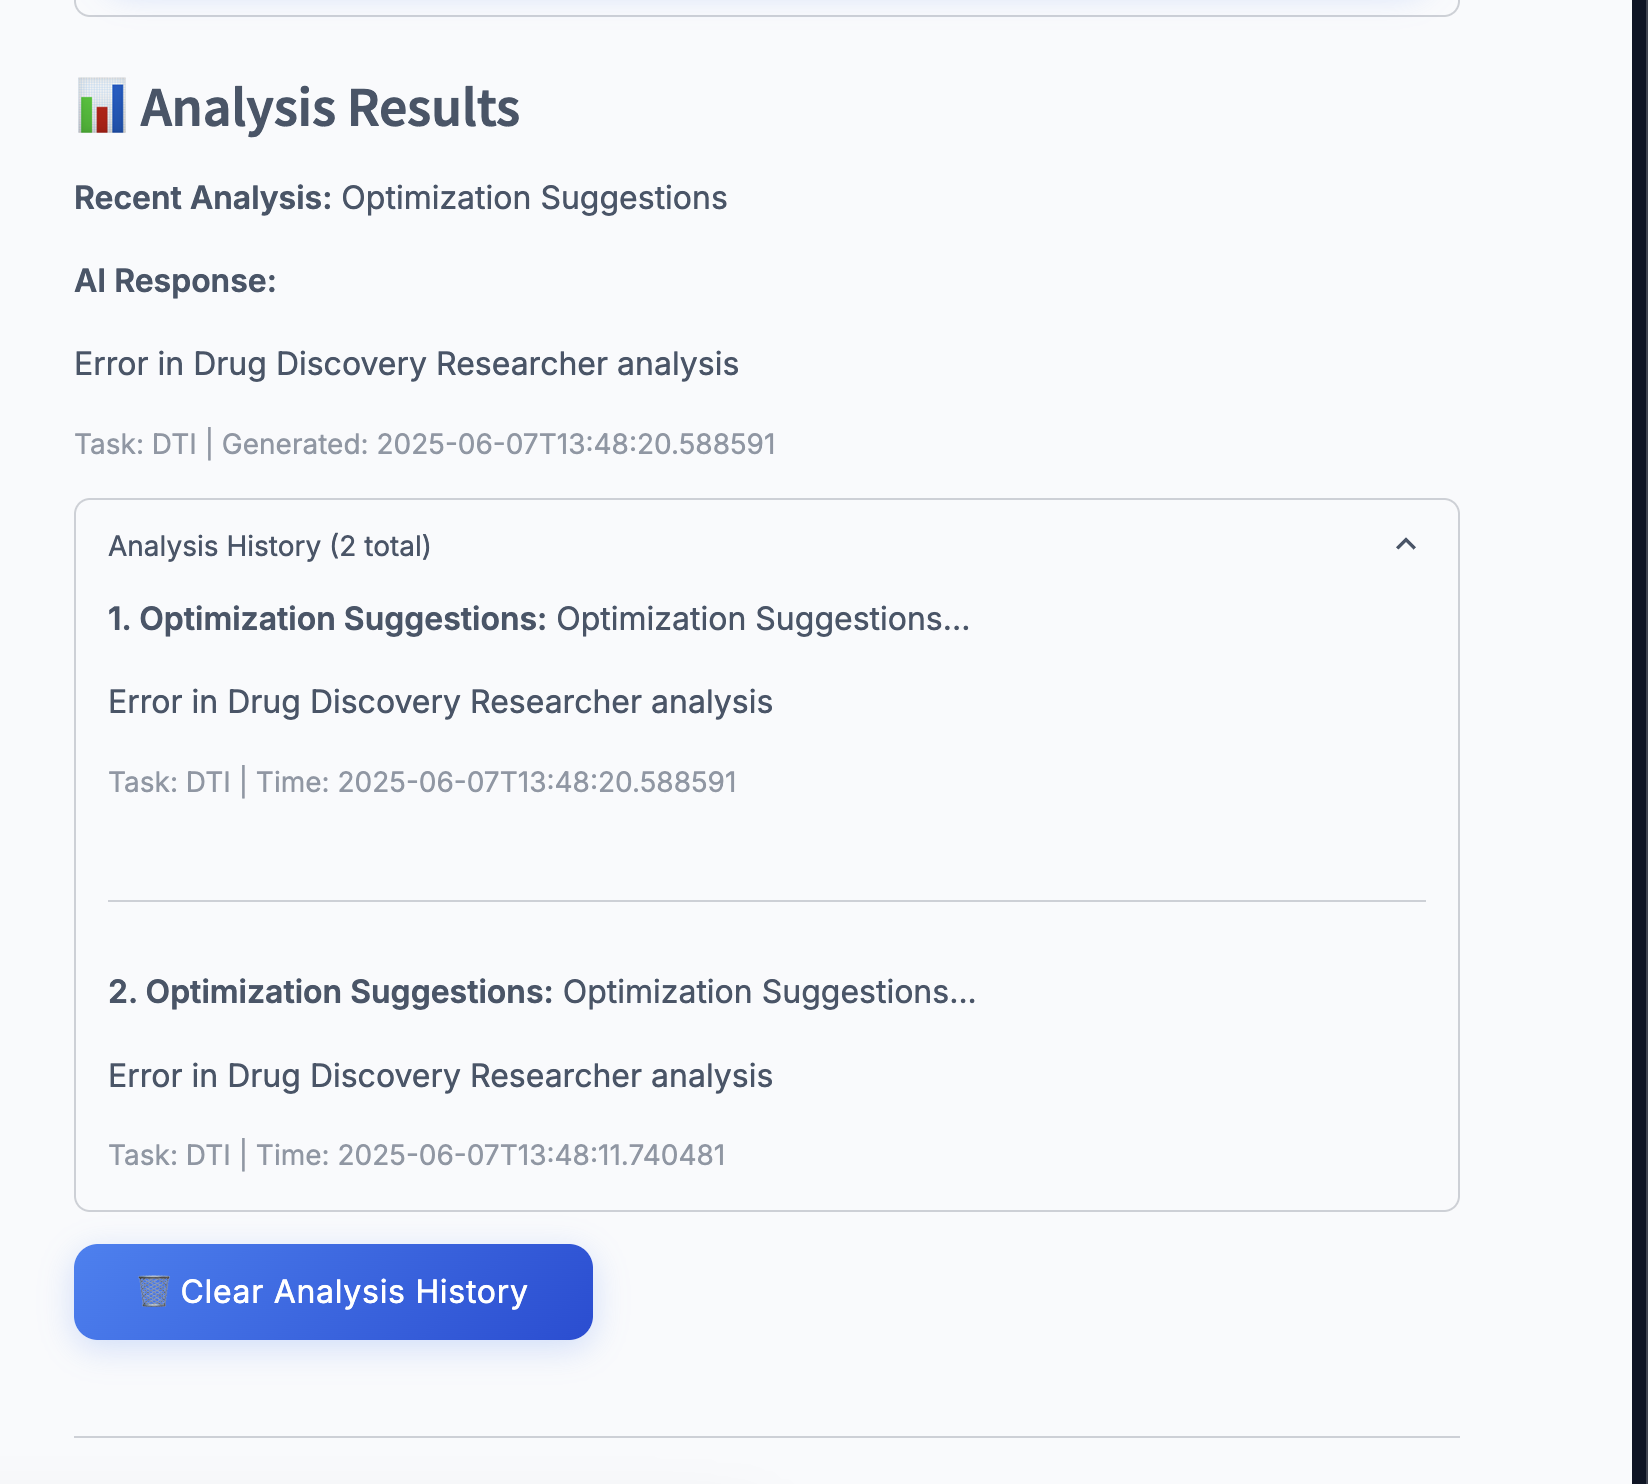 Analysis Results
Recent Analysis: Optimization Suggestions
AI Response:
Error in Drug Discovery Researcher analysis
Task: DTI | Generated: 2025-06-07T13:48:20.588591
Analysis History (2 total)
1. Optimization Suggestions: Optimization Suggestions...
Error in Drug Discovery Researcher analysis
Task: DTI | Time: 2025-06-07T13:48:20.588591
2. Optimization Suggestions: Optimization Suggestions...
Error in Drug Discovery Researcher analysis
Task: DTI | Time: 2025-06-07T13:48:11.740481
Clear Analysis History